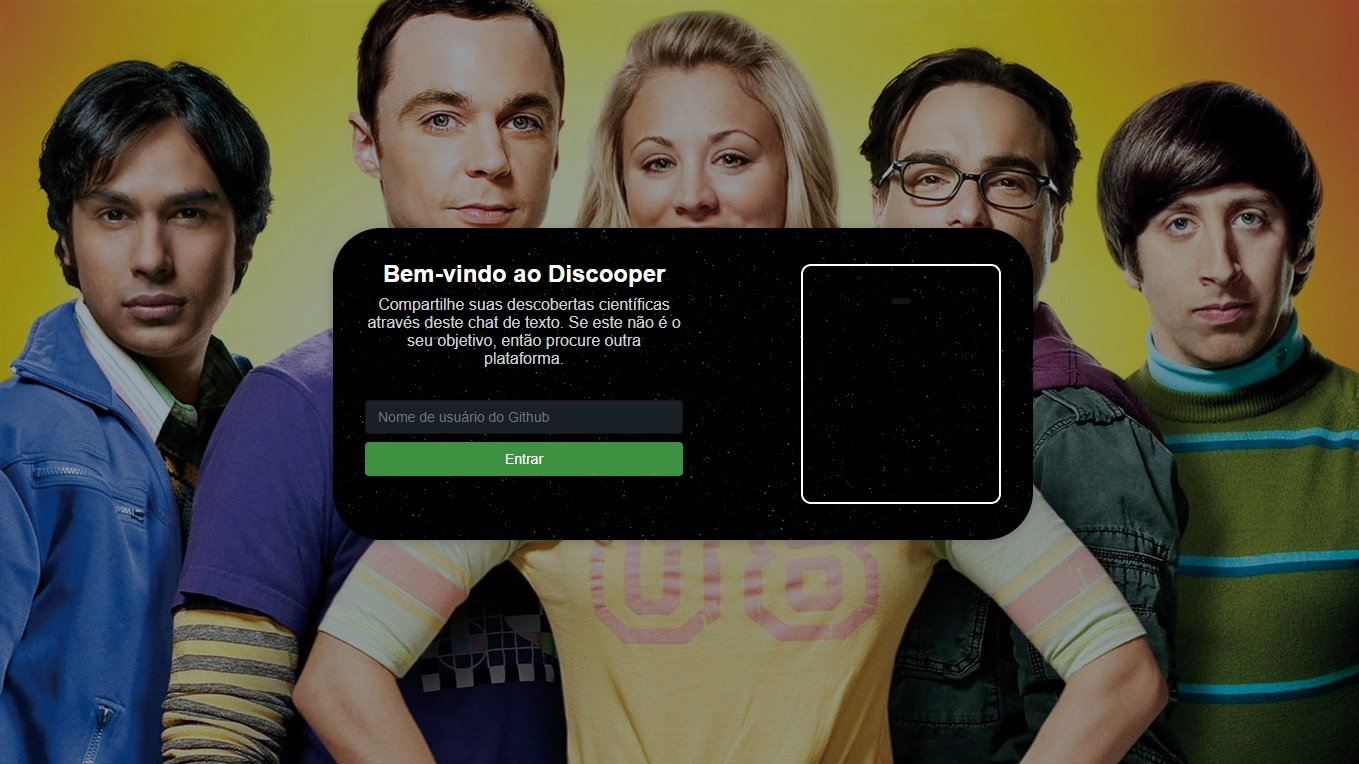 Bem-vindo ao Discooper
Compartilhe suas descobertas científicas
através deste chat de texto. Se este não é o
seu objetivo, então procure outra
plataforma.
Nome de usuário do Github
Entrar
08